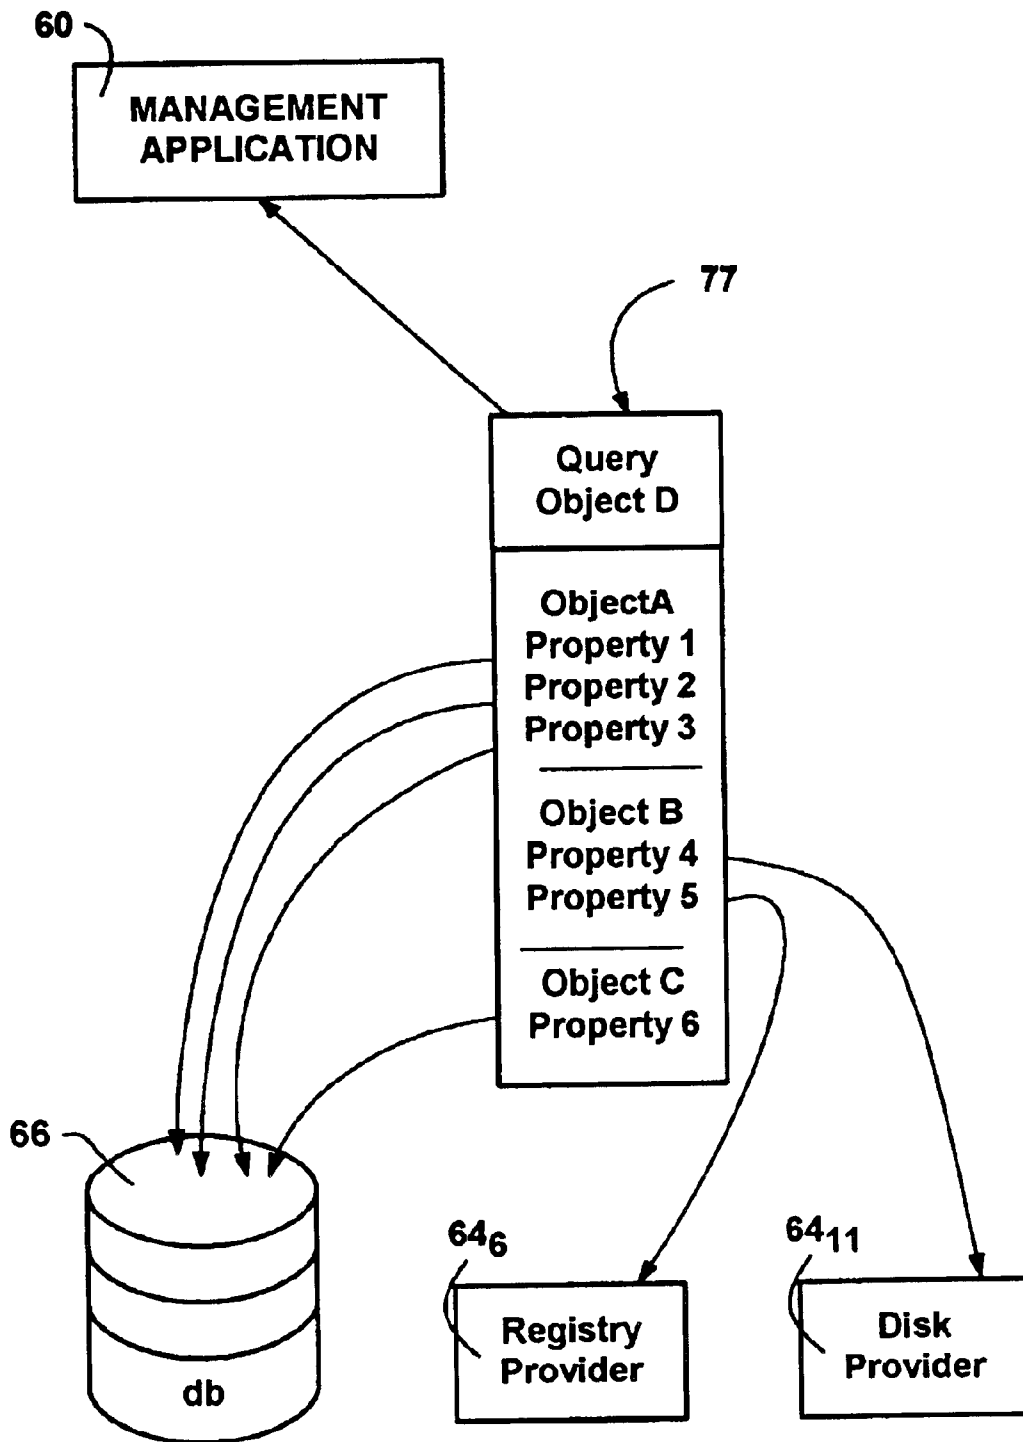 60
MANAGEMENT
APPLICATION
77
Query
Object D
ObjectA
Property 1
Property 2
Property 3
Object B
Property 4
Property 5
Object C
Property 6
66
db
64₆
Registry
Provider
64₁₁
Disk
Provider